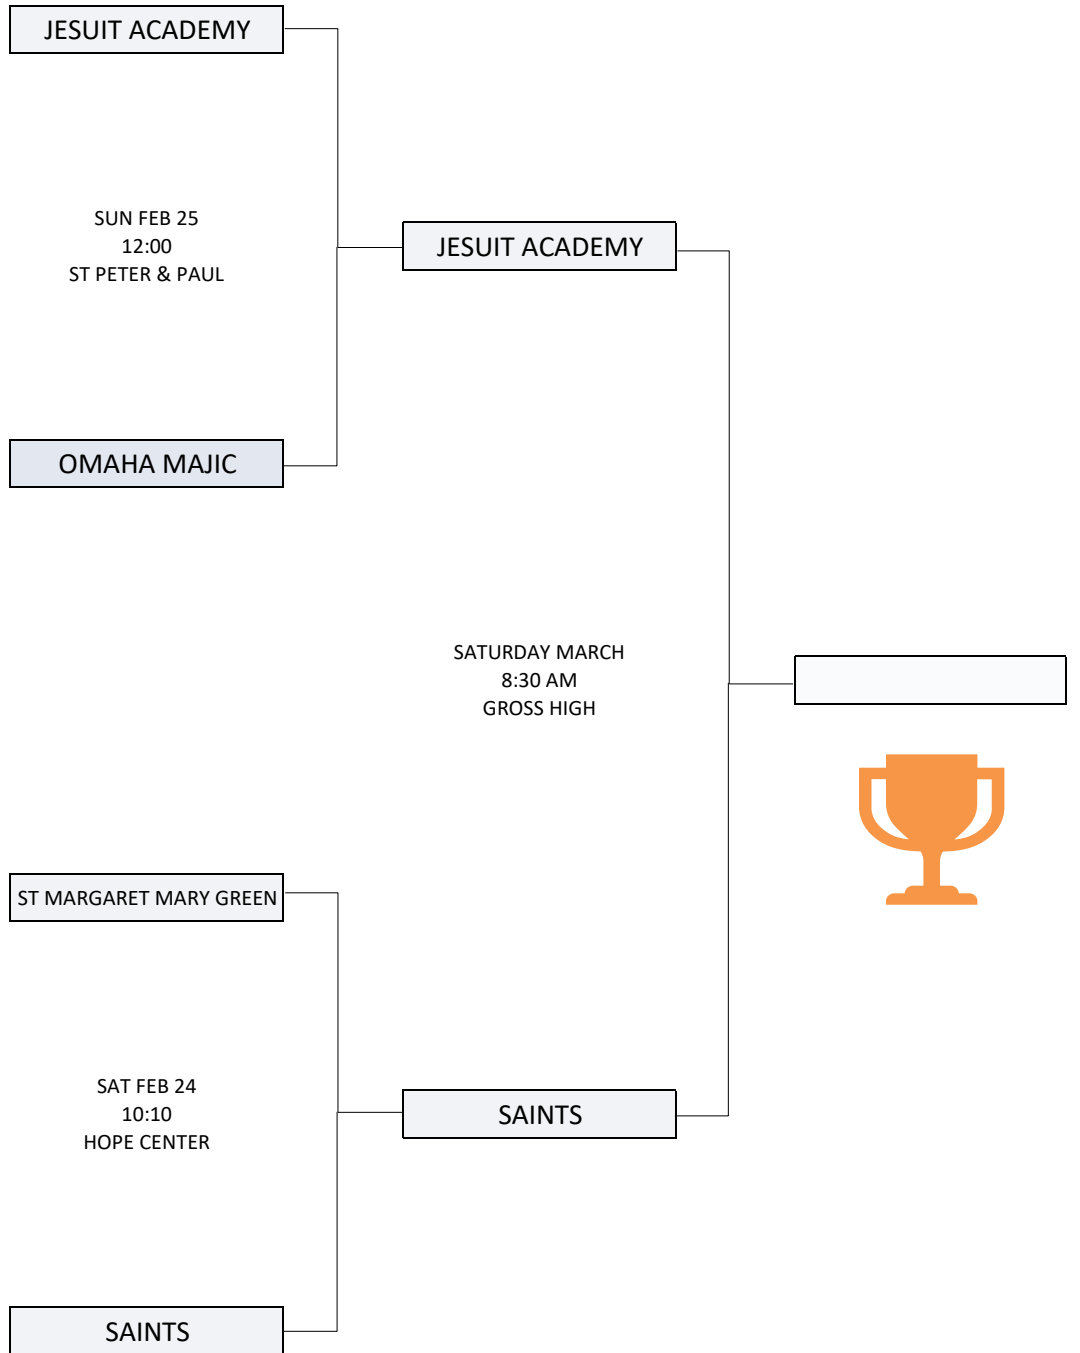 JESUIT ACADEMY
SUN FEB 25
12:00
ST PETER & PAUL
JESUIT ACADEMY
OMAHA MAJIC
SATURDAY MARCH
8:30 AM
GROSS HIGH
ST MARGARET MARY GREEN
SAT FEB 24
10:10
HOPE CENTER
SAINTS
SAINTS